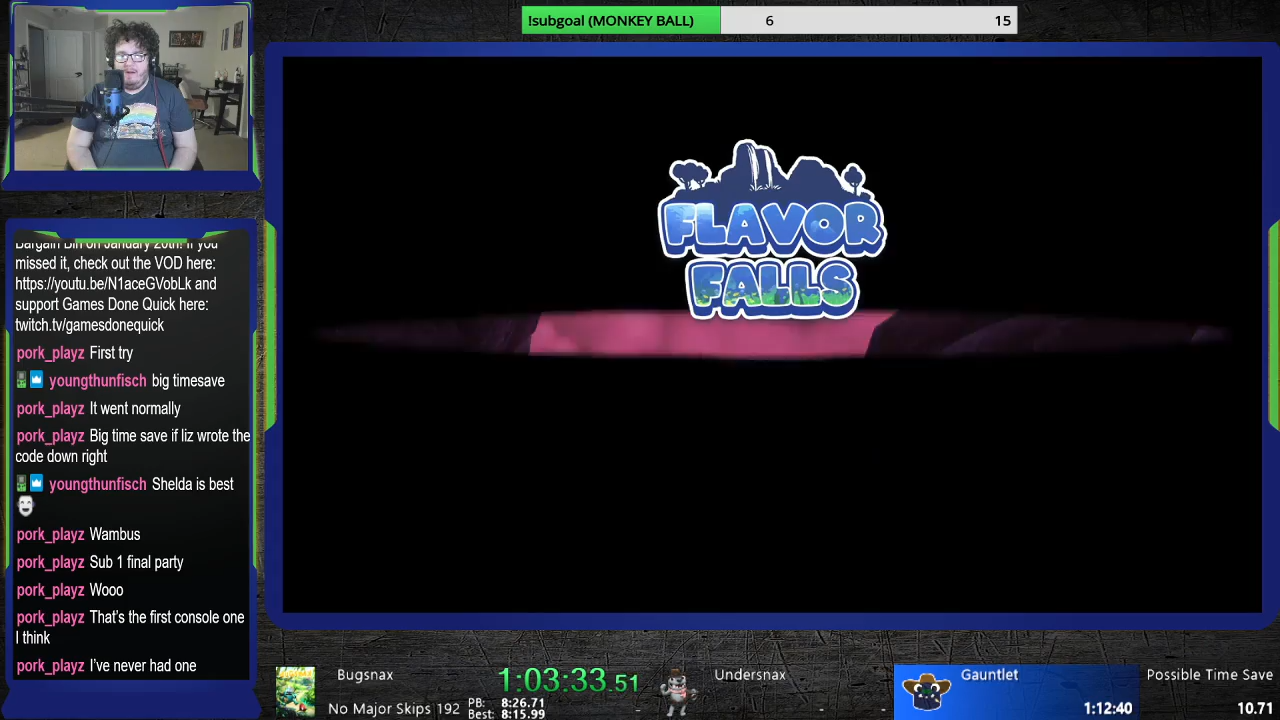 !subgoal (MONKEY BALL) 6 15
FLAVOR
FALLS
Bargain Bin on January 20th! If you
missed it, check out the VOD here:
https://youtu.be/N1aceGVobLk and
support Games Done Quick here:
twitch.tv/gamesdonequick
pork_playz First try
youngthunfisch big timesave
pork_playz It went normally
pork_playz Big time save if liz wrote the
code down right
youngthunfisch Shelda is best
pork_playz Wambus
pork_playz Sub 1 final party
pork_playz Wooo
pork_playz That's the first console one
I think
pork_playz I've never had one
Bugsnax
No Major Skips 192
1:03:33.51
PB: 8:26.71
Best: 8:15.99
-
Undersnax
- -
Gauntlet
1:12:40
Possible Time Save
10.71